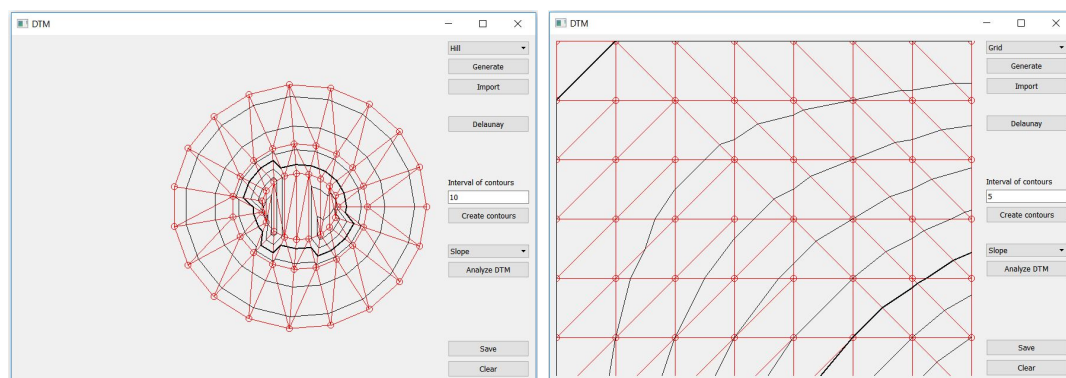 DTM
Hill
Generate
Import
Delaunay
Interval of contours
10
Create contours
Slope
Analyze DTM
Save
Clear
DTM
Grid
Generate
Import
Delaunay
Interval of contours
5
Create contours
Slope
Analyze DTM
Save
Clear